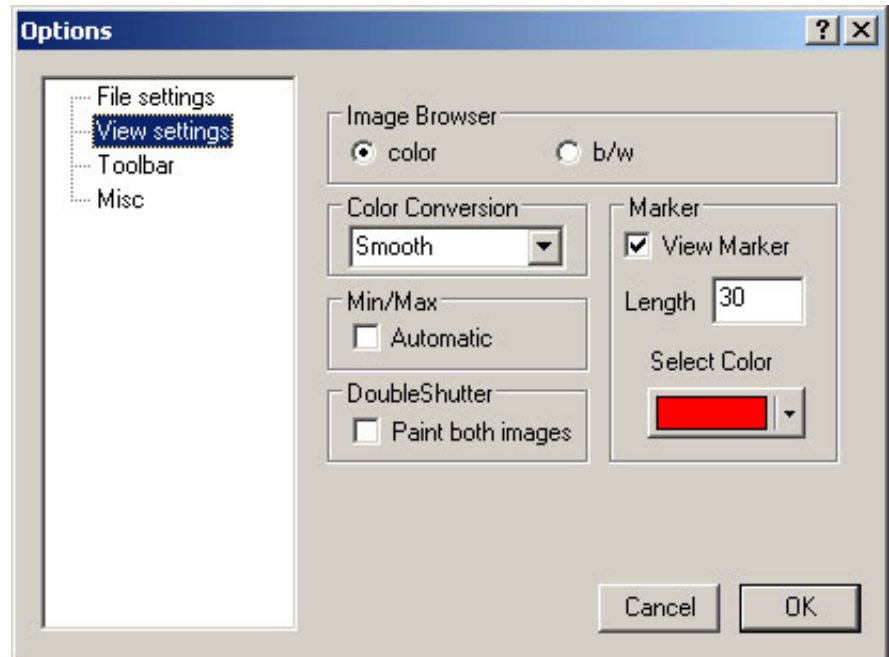 Options
File settings
View settings
Toolbar
Misc
Image Browser
color b/w
Color Conversion
Smooth
Min/Max
Automatic
DoubleShutter
Paint both images
Marker
View Marker
Length 30
Select Color
Cancel OK